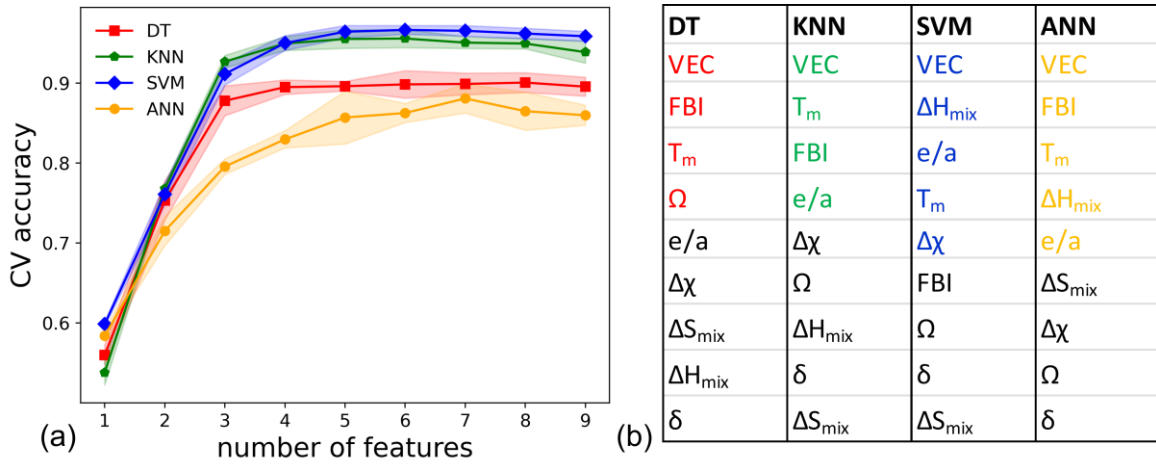 DT
KNN
SVM
ANN
CV accuracy
0.9
0.8
0.7
0.6
1 2 3 4 5 6 7 8 9
number of features
(a)
(b)
DT KNN SVM ANN
VEC VEC VEC VEC
FBI Tₘ ΔHₘᵢₓ FBI
Tₘ FBI e/a Tₘ
Ω e/a Tₘ ΔHₘᵢₓ
e/a Δχ Δχ e/a
Δχ Ω FBI ΔSₘᵢₓ
ΔSₘᵢₓ ΔHₘᵢₓ Ω Δχ
ΔHₘᵢₓ δ δ Ω
δ ΔSₘᵢₓ ΔSₘᵢₓ δ